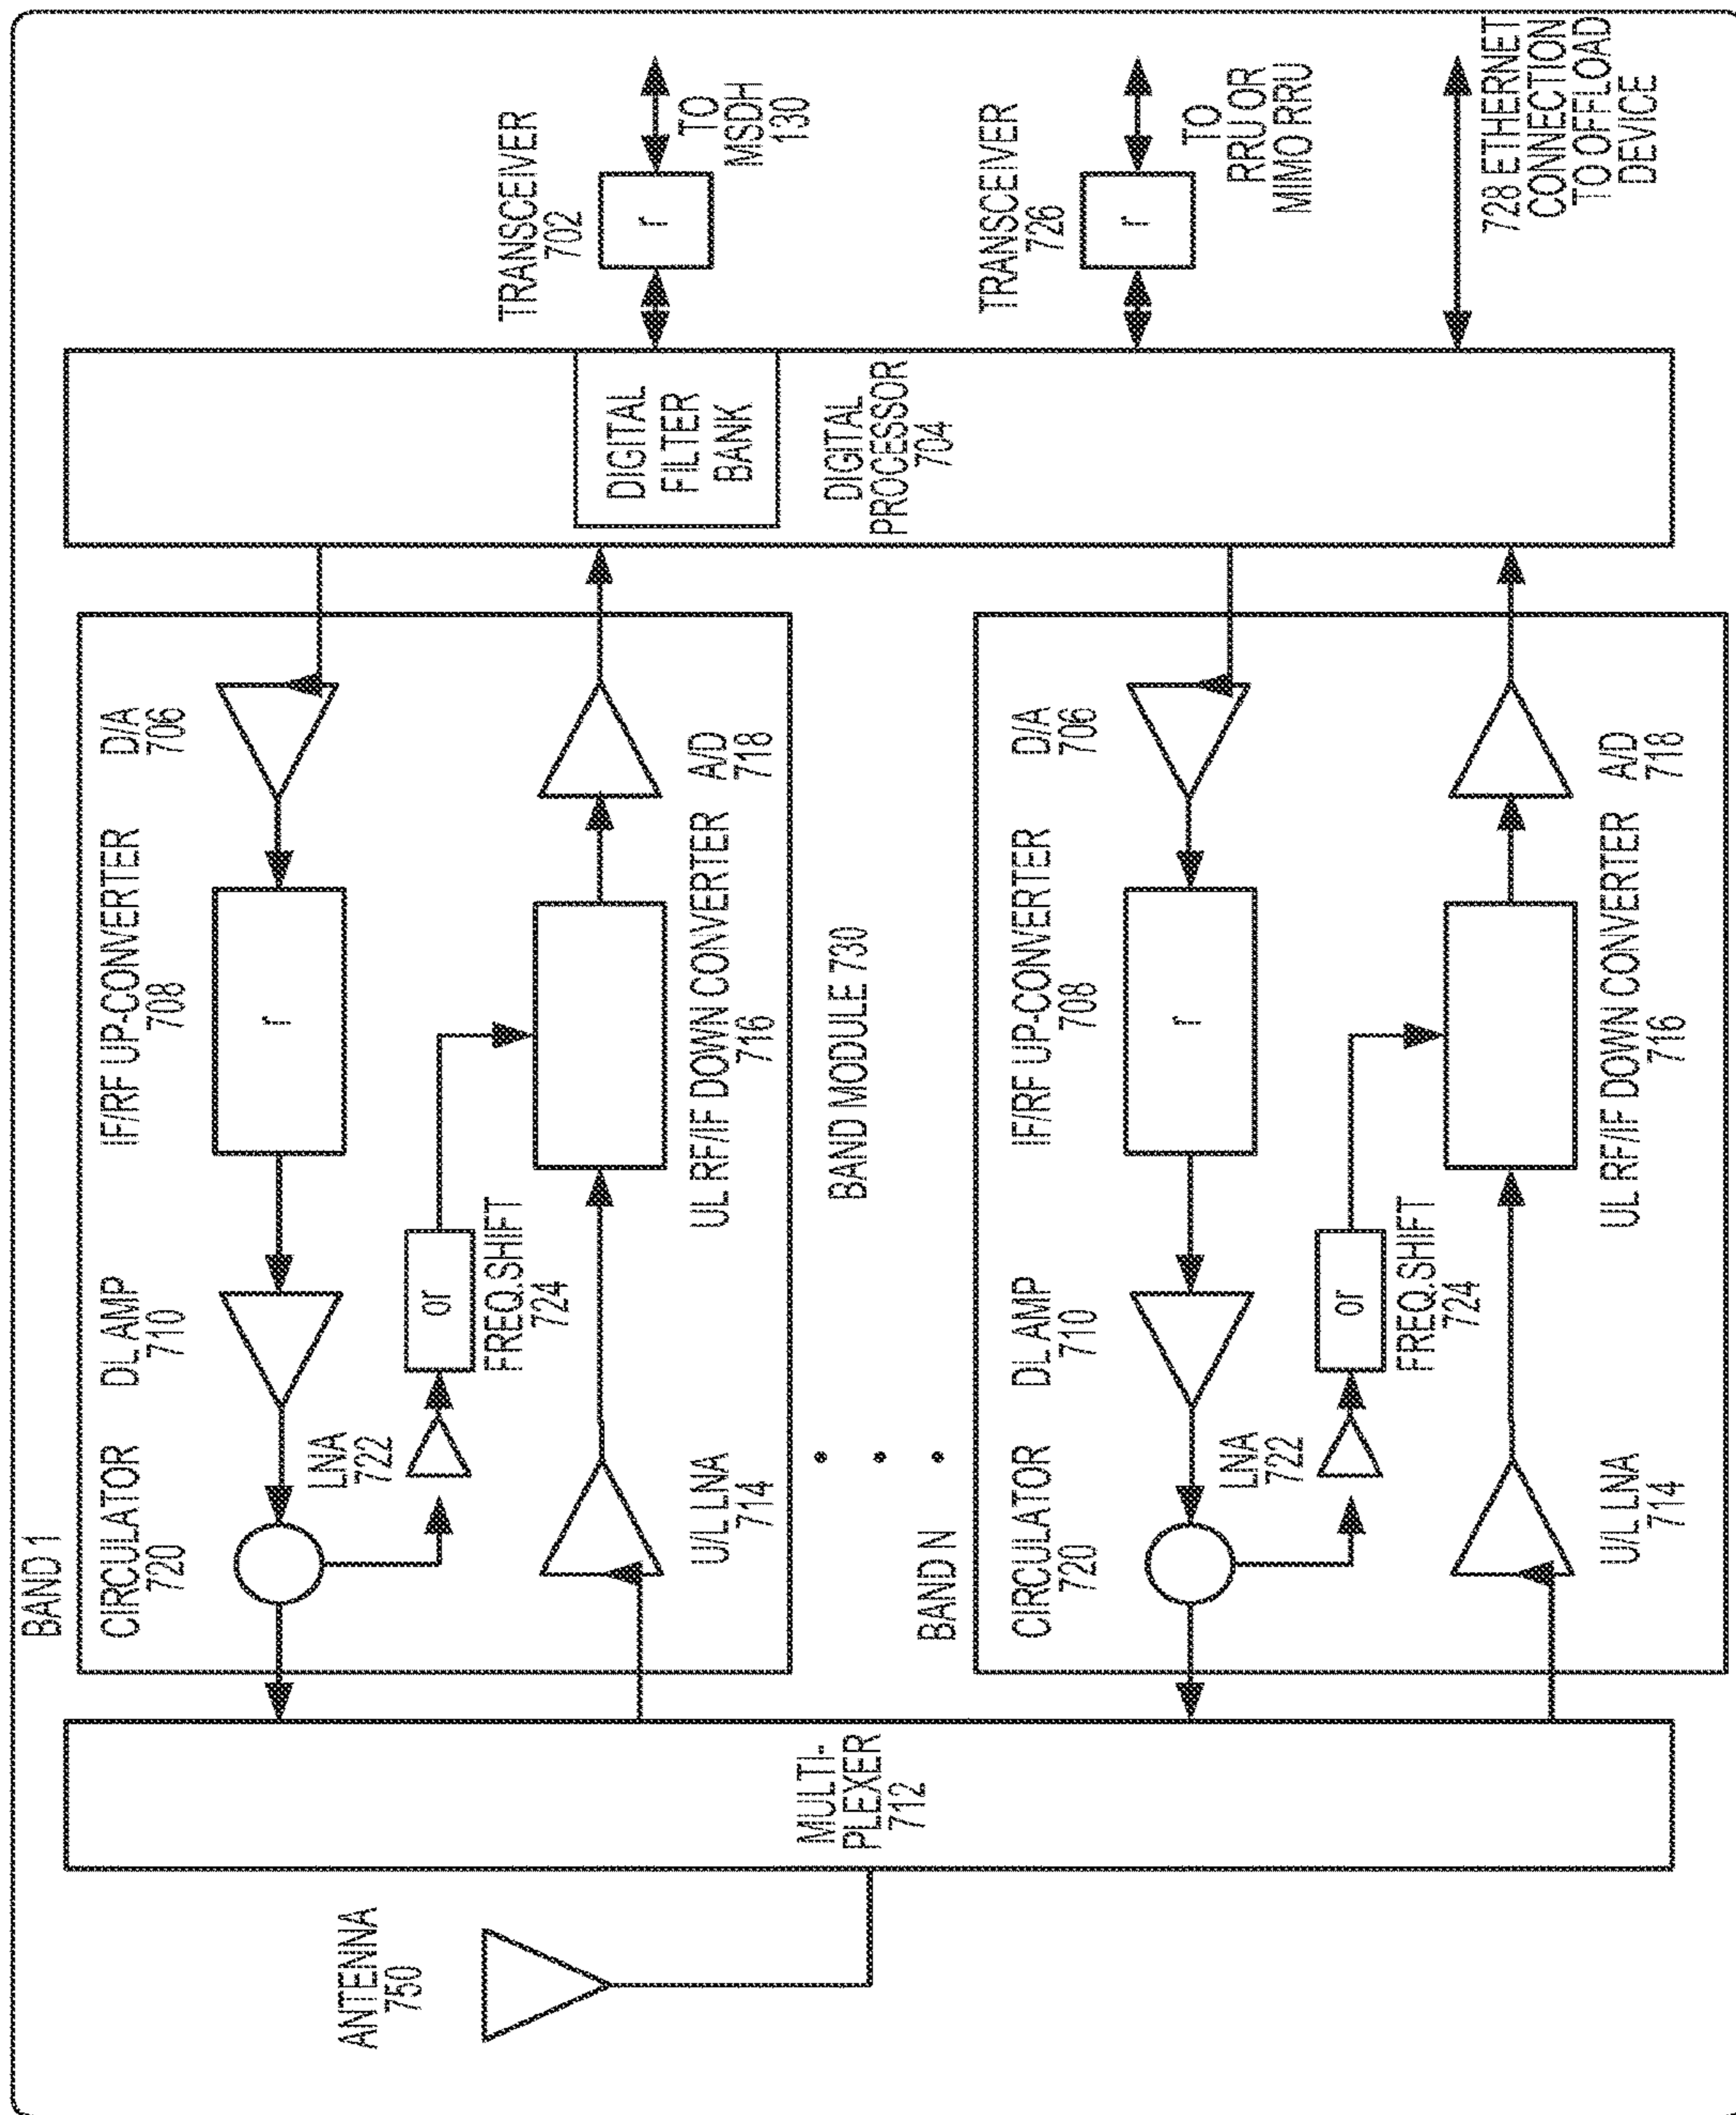 ANTENNA
750
MULTI-
PLEXER
712
BAND 1
CIRCULATOR
720
DL AMP
710
IF/RF UP-CONVERTER
708
r
D/A
706
LNA
722
or
FREQ.SHIFT
724
U/L LNA
714
UL RF/IF DOWN CONVERTER
716
A/D
718
BAND MODULE 730
BAND N
CIRCULATOR
720
DL AMP
710
IF/RF UP-CONVERTER
708
r
D/A
706
LNA
722
or
FREQ.SHIFT
724
U/L LNA
714
UL RF/IF DOWN CONVERTER
716
A/D
718
DIGITAL
FILTER
BANK
DIGITAL
PROCESSOR
704
TRANSCEIVER
702
r
TO
MSDH
130
TRANSCEIVER
726
r
TO
RRU OR
MIMO RRU
728 ETHERNET
CONNECTION
TO OFFLOAD
DEVICE